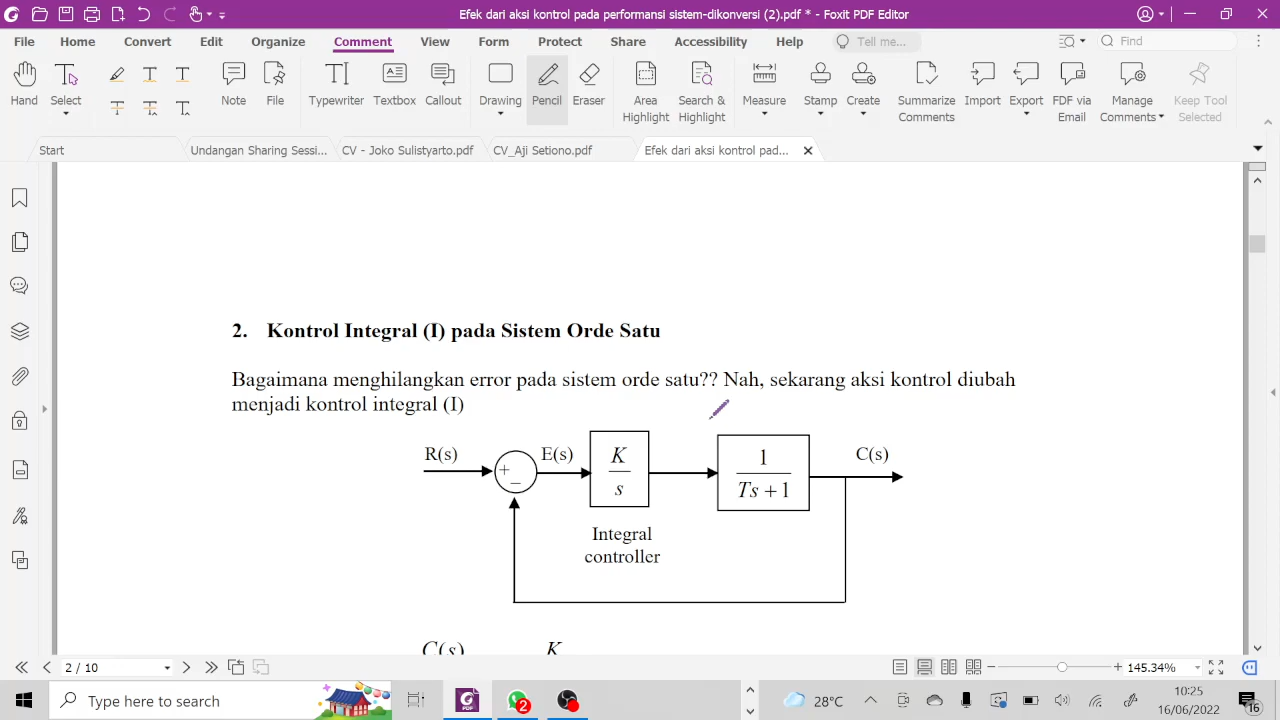 Efek dari aksi kontrol pada performansi sistem-dikonversi (2).pdf * - Foxit PDF Editor
File Home Convert Edit Organize Comment View Form Protect Share Accessibility Help Tell me... Find
Hand Select Note File Typewriter Textbox Callout Drawing Pencil Eraser Area Highlight Search & Highlight Measure Stamp Create Summarize Comments Import Export FDF via Email Manage Comments Keep Tool Selected
Start Undangan Sharing Sessi... CV - Joko Sulistyarto.pdf CV_Aji Setiono.pdf Efek dari aksi kontrol pad...
2. Kontrol Integral (I) pada Sistem Orde Satu
Bagaimana menghilangkan error pada sistem orde satu?? Nah, sekarang aksi kontrol diubah
menjadi kontrol integral (I)
R(s) + − E(s) K/s 1/(Ts + 1) C(s)
Integral
controller
C(s) K
2 / 10 145.34%
Type here to search PDF 2 28°C 10:25
16/06/2022 16